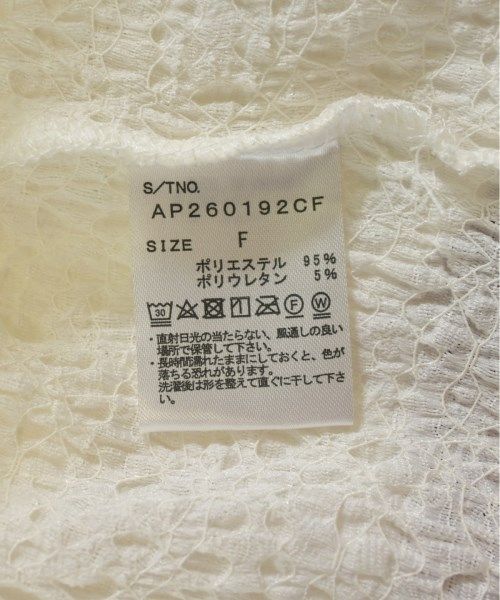 S/TNO.
AP260192CF
SIZE F
ポリエステル 95%
ポリウレタン 5%
30 F W
・直射日光の当たらない、風通しの良い
場所で保管して下さい。
・長時間濡れたままにしておくと、色が
落ちる恐れがあります。
洗濯後は形を整えて直ぐに干して下さ
い。